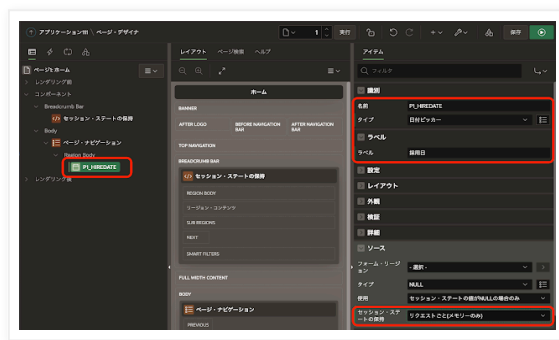 アプリケーション111 \ ページ・デザイナ
1
実行
保存
ページ1: ホーム
レンダリング前
コンポーネント
Breadcrumb Bar
セッション・ステートの保持
Body
ページ・ナビゲーション
Region Body
P1_HIREDATE
レンダリング後
レイアウト
ページ検索
ヘルプ
ホーム
BANNER
AFTER LOGO
BEFORE NAVIGATION BAR
AFTER NAVIGATION BAR
TOP NAVIGATION
BREADCRUMB BAR
セッション・ステートの保持
REGION BODY
リージョン・コンテンツ
SUB REGIONS
NEXT
SMART FILTERS
FULL WIDTH CONTENT
BODY
ページ・ナビゲーション
PREVIOUS
アイテム
フィルタ
識別
名前
P1_HIREDATE
タイプ
日付ピッカー
ラベル
ラベル
採用日
設定
レイアウト
外観
検証
詳細
ソース
フォーム・リージョン
- 選択 -
タイプ
NULL
使用
セッション・ステートの値がNULLの場合のみ
セッション・ステートの保持
リクエストごと(メモリーのみ)